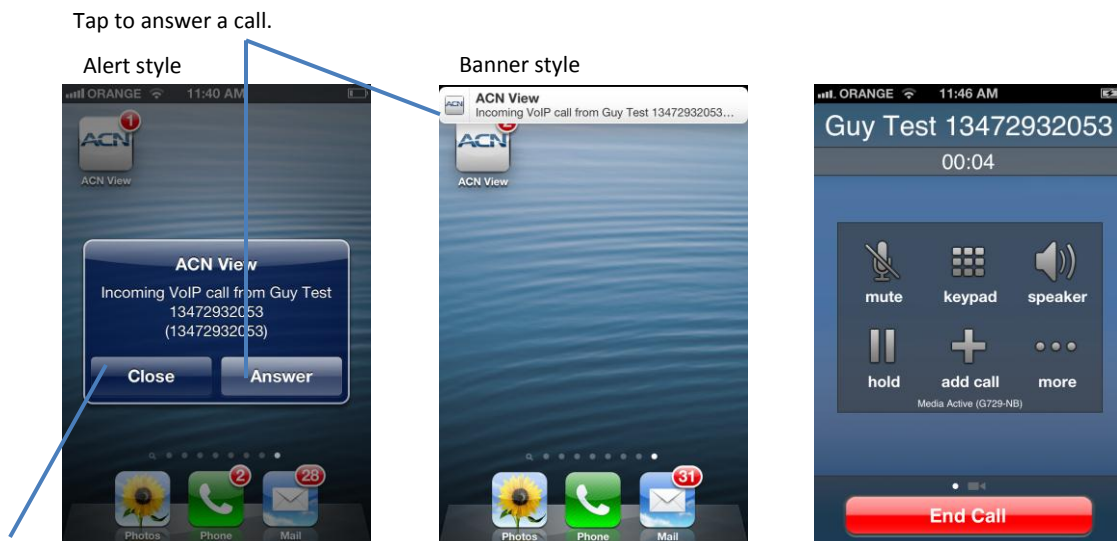 Tap to answer a call.
Alert style
Banner style
ORANGE 11:40 AM
1
ACN
ACN View
ACN View
Incoming VoIP call from Guy Test
13472932053
(13472932053)
Close Answer
2 28
Photos Phone Mail
ACN
ACN View
Incoming VoIP call from Guy Test 13472932053...
2
ACN
ACN View
31
Photos Phone Mail
ORANGE 11:46 AM
Guy Test 13472932053
00:04
mute keypad speaker
hold add call more
Media Active (G729-NB)
End Call